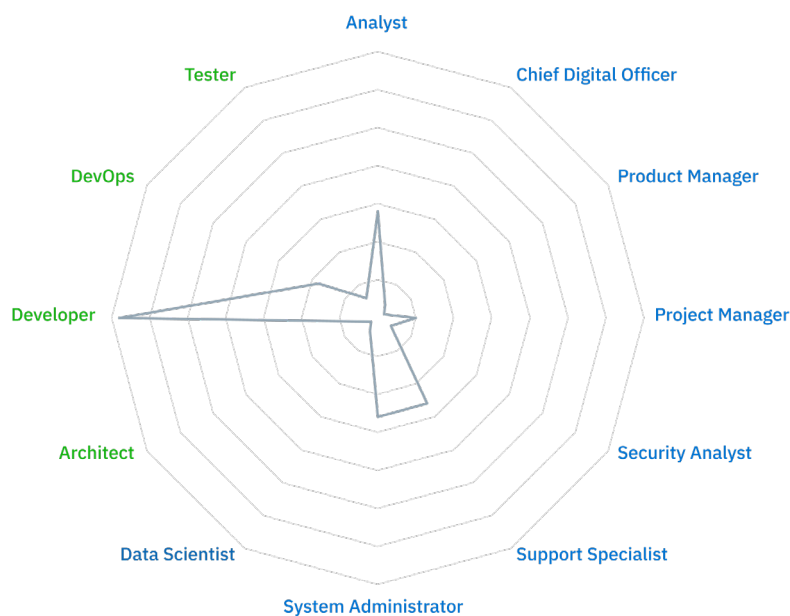 Analyst
Tester
Chief Digital Officer
DevOps
Product Manager
Developer
Project Manager
Architect
Security Analyst
Data Scientist
Support Specialist
System Administrator